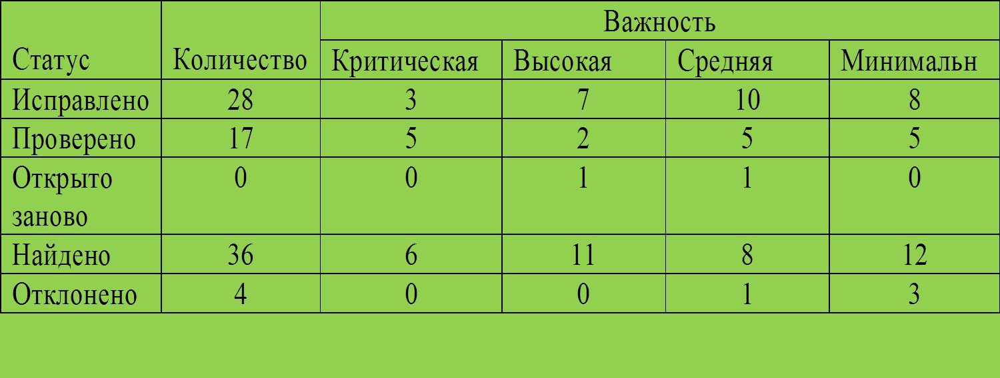 Важность
Статус Количество Критическая Высокая Средняя Минимальн
Исправлено 28 3 7 10 8
Проверено 17 5 2 5 5
Открыто 0 0 1 1 0
заново
Найдено 36 6 11 8 12
Отклонено 4 0 0 1 3